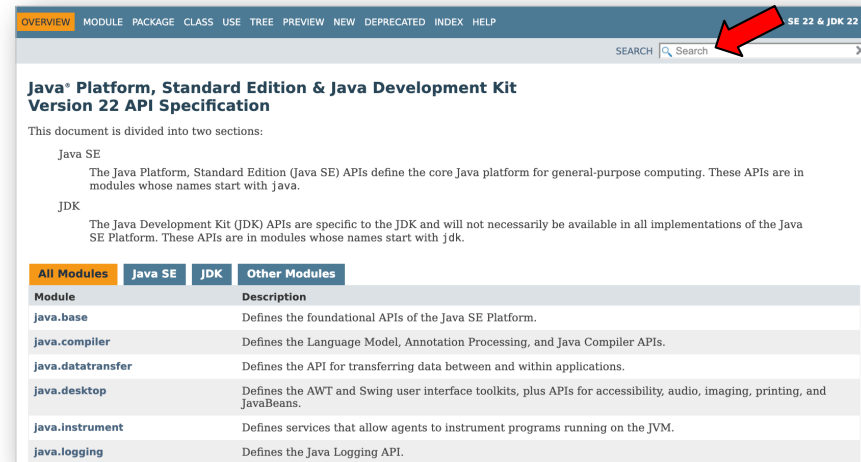 OVERVIEW MODULE PACKAGE CLASS USE TREE PREVIEW NEW DEPRECATED INDEX HELP SE 22 & JDK 22
SEARCH Search
Java® Platform, Standard Edition & Java Development Kit
Version 22 API Specification
This document is divided into two sections:
Java SE
The Java Platform, Standard Edition (Java SE) APIs define the core Java platform for general-purpose computing. These APIs are in
modules whose names start with java.
JDK
The Java Development Kit (JDK) APIs are specific to the JDK and will not necessarily be available in all implementations of the Java
SE Platform. These APIs are in modules whose names start with jdk.
All Modules Java SE JDK Other Modules
Module Description
java.base Defines the foundational APIs of the Java SE Platform.
java.compiler Defines the Language Model, Annotation Processing, and Java Compiler APIs.
java.datatransfer Defines the API for transferring data between and within applications.
java.desktop Defines the AWT and Swing user interface toolkits, plus APIs for accessibility, audio, imaging, printing, and
JavaBeans.
java.instrument Defines services that allow agents to instrument programs running on the JVM.
java.logging Defines the Java Logging API.